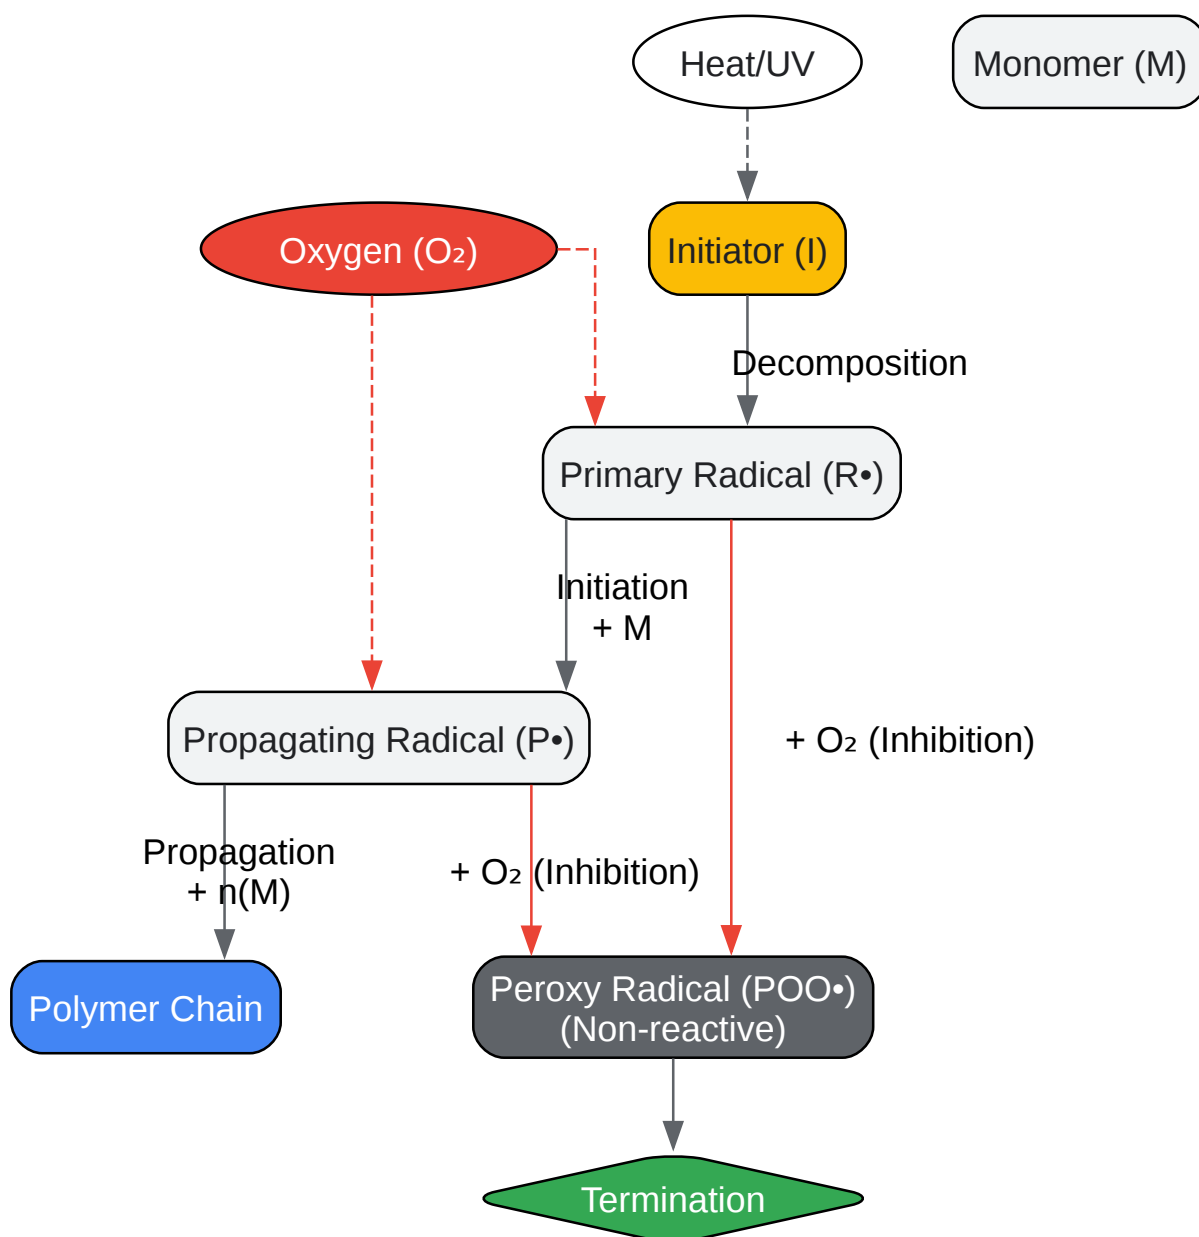 Heat/UV
Monomer (M)
Oxygen (O₂)
Initiator (I)
Decomposition
Primary Radical (R•)
Initiation
+ M
Propagating Radical (P•)
+ O₂ (Inhibition)
Propagation
+ n(M)
+ O₂ (Inhibition)
Polymer Chain
Peroxy Radical (POO•)
(Non-reactive)
Termination